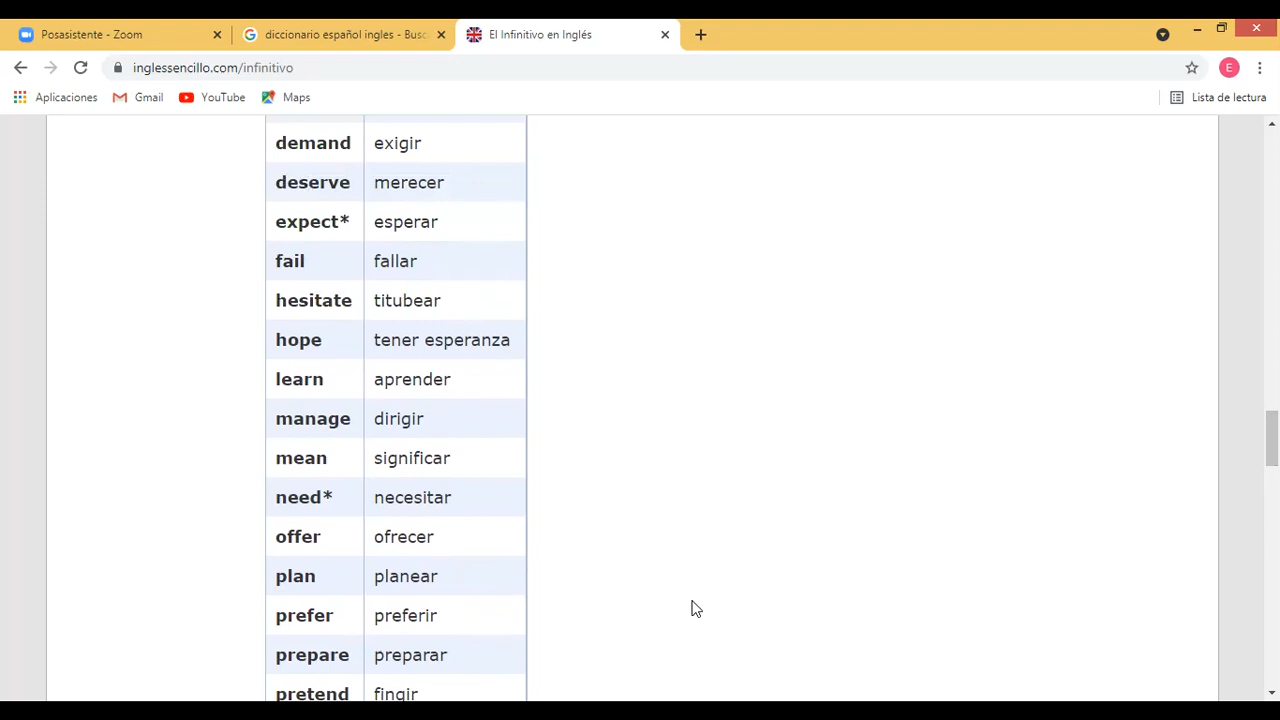 Posasistente - Zoom
diccionario español ingles - Busc
El Infinitivo en Inglés
inglessencillo.com/infinitivo
E
Aplicaciones
Gmail
YouTube
Maps
Lista de lectura
demand exigir
deserve merecer
expect* esperar
fail fallar
hesitate titubear
hope tener esperanza
learn aprender
manage dirigir
mean significar
need* necesitar
offer ofrecer
plan planear
prefer preferir
prepare preparar
pretend fingir